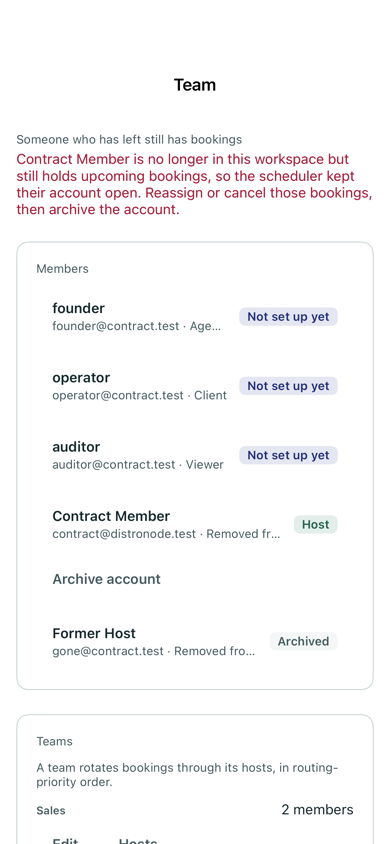 Team
Someone who has left still has bookings
Contract Member is no longer in this workspace but
still holds upcoming bookings, so the scheduler kept
their account open. Reassign or cancel those bookings,
then archive the account.
Members
founder
founder@contract.test · Age...
Not set up yet
operator
operator@contract.test · Client
Not set up yet
auditor
auditor@contract.test · Viewer
Not set up yet
Contract Member
contract@distronode.test · Removed fr...
Host
Archive account
Former Host
gone@contract.test · Removed fro...
Archived
Teams
A team rotates bookings through its hosts, in routing-
priority order.
Sales
2 members
Edit
Hosts